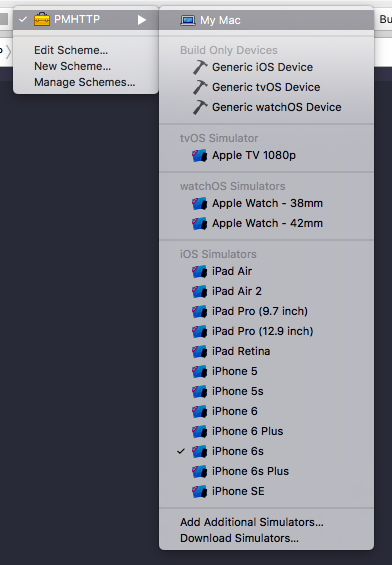 PMHTTP
Edit Scheme...
New Scheme...
Manage Schemes...
My Mac
Build Only Devices
Generic iOS Device
Generic tvOS Device
Generic watchOS Device
tvOS Simulator
Apple TV 1080p
watchOS Simulators
Apple Watch - 38mm
Apple Watch - 42mm
iOS Simulators
iPad Air
iPad Air 2
iPad Pro (9.7 inch)
iPad Pro (12.9 inch)
iPad Retina
iPhone 5
iPhone 5s
iPhone 6
iPhone 6 Plus
iPhone 6s
iPhone 6s Plus
iPhone SE
Add Additional Simulators...
Download Simulators...
Bu